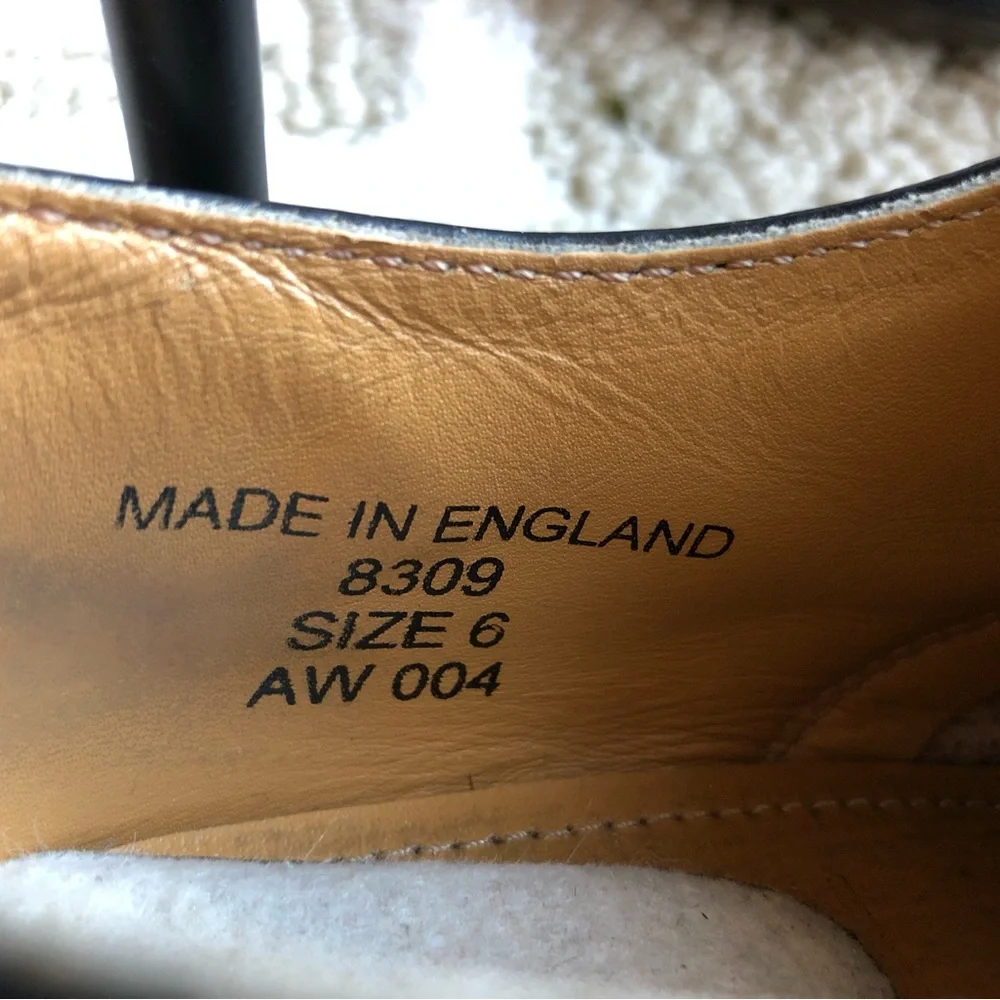 MADE IN ENGLAND
8309
SIZE 6
AW 004